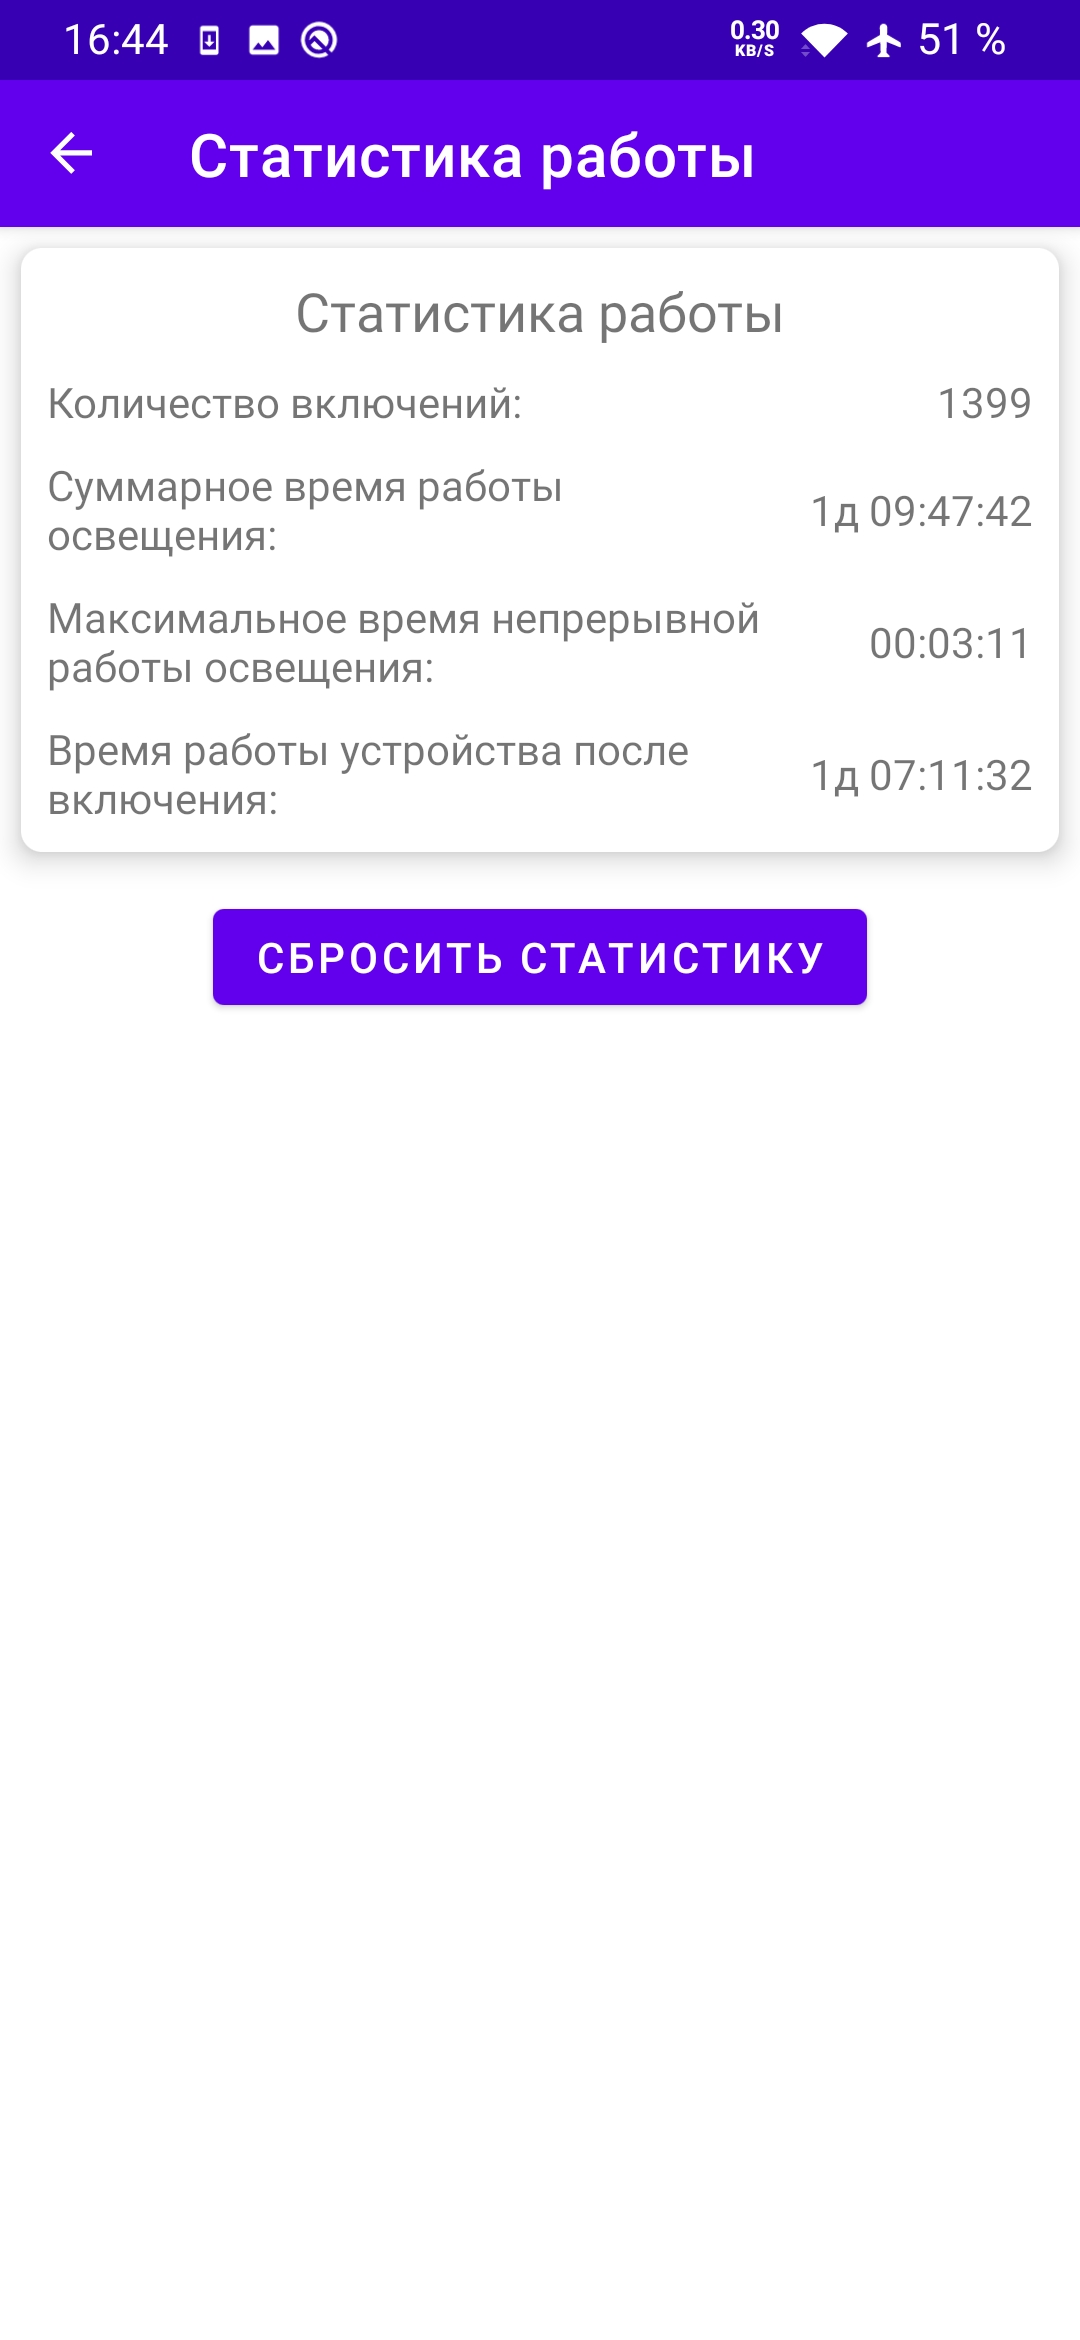 16:44 0.30 KB/S 51 %
Статистика работы
Статистика работы
Количество включений: 1399
Суммарное время работы
освещения: 1д 09:47:42
Максимальное время непрерывной
работы освещения: 00:03:11
Время работы устройства после
включения: 1д 07:11:32
СБРОСИТЬ СТАТИСТИКУ